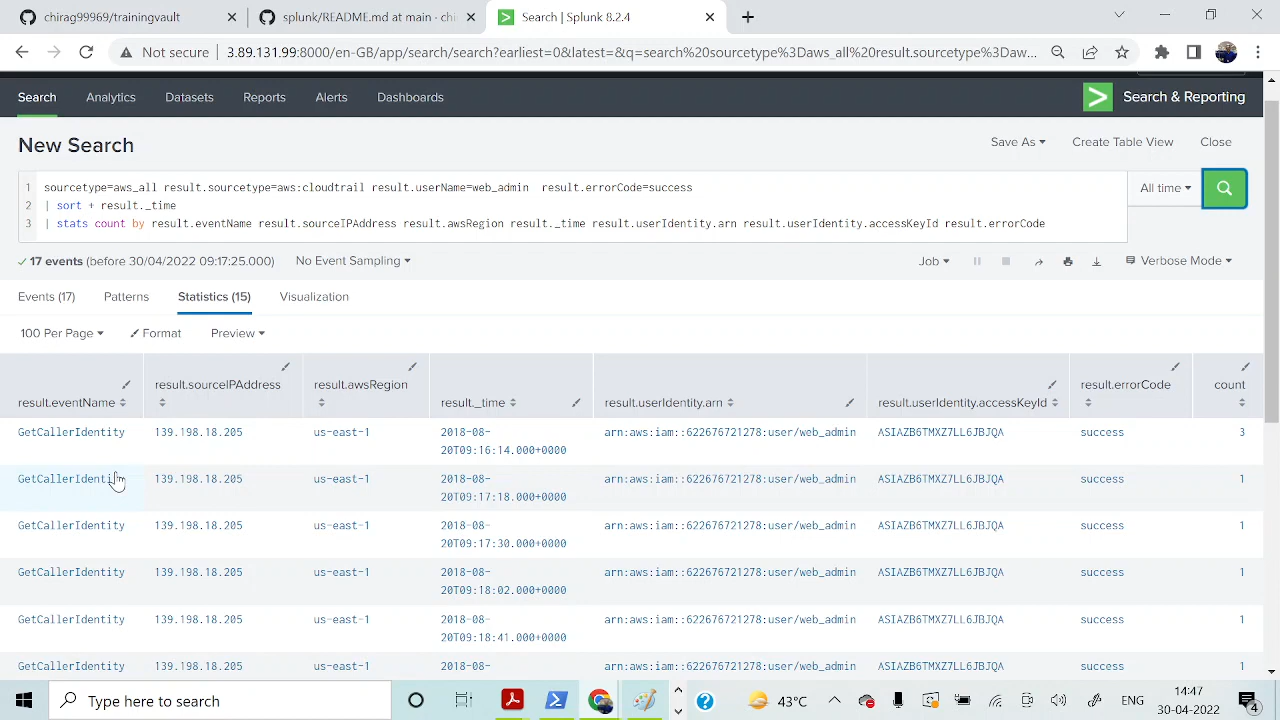 chirag99969/trainingvault
splunk/README.md at main · chi
Search | Splunk 8.2.4
Not secure
3.89.131.99:8000/en-GB/app/search/search?earliest=0&latest=&q=search%20sourcetype%3Daws_all%20result.sourcetype%3Daw...
Search Analytics Datasets Reports Alerts Dashboards
> Search & Reporting
New Search
Save As Create Table View Close
1 sourcetype=aws_all result.sourcetype=aws:cloudtrail result.userName=web_admin result.errorCode=success
2 | sort + result._time
3 | stats count by result.eventName result.sourceIPAddress result.awsRegion result._time result.userIdentity.arn result.userIdentity.accessKeyId result.errorCode
All time
17 events (before 30/04/2022 09:17:25.000)
No Event Sampling
Job
Verbose Mode
Events (17) Patterns Statistics (15) Visualization
100 Per Page Format Preview
result.eventName result.sourceIPAddress result.awsRegion result._time result.userIdentity.arn result.userIdentity.accessKeyId result.errorCode count
GetCallerIdentity 139.198.18.205 us-east-1 2018-08- arn:aws:iam::622676721278:user/web_admin ASIAZB6TMXZ7LL6JBJQA success 3
20T09:16:14.000+0000
GetCallerIdentity 139.198.18.205 us-east-1 2018-08- arn:aws:iam::622676721278:user/web_admin ASIAZB6TMXZ7LL6JBJQA success 1
20T09:17:18.000+0000
GetCallerIdentity 139.198.18.205 us-east-1 2018-08- arn:aws:iam::622676721278:user/web_admin ASIAZB6TMXZ7LL6JBJQA success 1
20T09:17:30.000+0000
GetCallerIdentity 139.198.18.205 us-east-1 2018-08- arn:aws:iam::622676721278:user/web_admin ASIAZB6TMXZ7LL6JBJQA success 1
20T09:18:02.000+0000
GetCallerIdentity 139.198.18.205 us-east-1 2018-08- arn:aws:iam::622676721278:user/web_admin ASIAZB6TMXZ7LL6JBJQA success 1
20T09:18:41.000+0000
GetCallerIdentity 139.198.18.205 us-east-1 2018-08- arn:aws:iam::622676721278:user/web_admin ASIAZB6TMXZ7LL6JBJQA success 1
Type here to search
43°C
ENG
14:47
30-04-2022
4